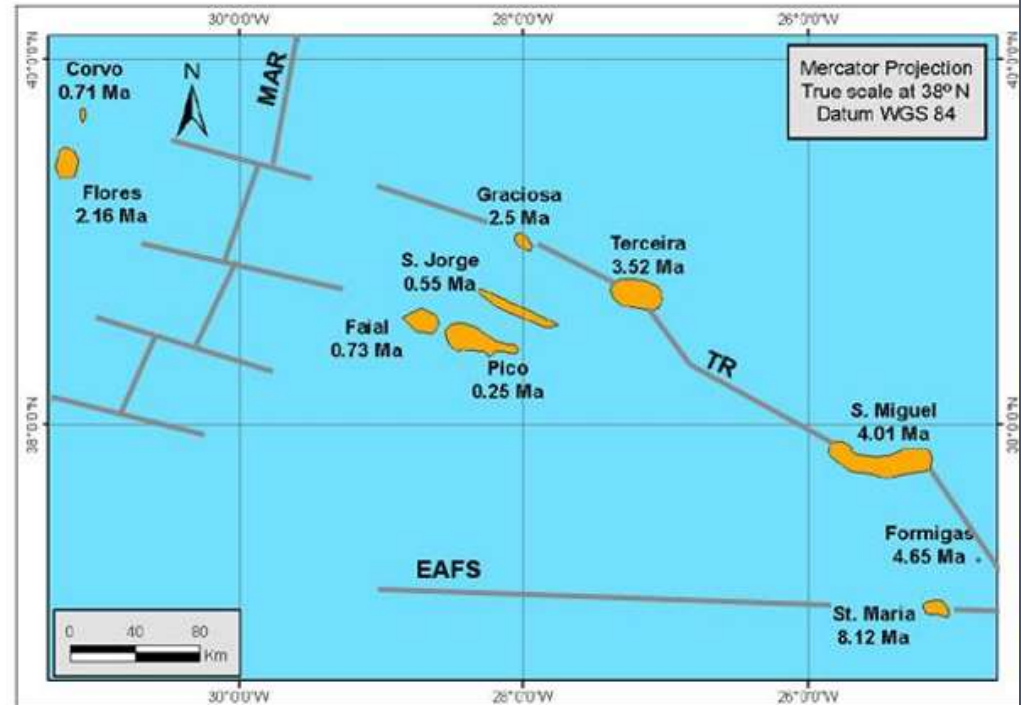 30°0'0"W
28°0'0"W
26°0'0"W
40°0'0"N
40°0'0"N
Corvo
0.71 Ma
N
MAR
Mercator Projection
True scale at 38º N
Datum WGS 84
Flores
2.16 Ma
Graciosa
2.5 Ma
Terceira
3.52 Ma
S. Jorge
0.55 Ma
Faial
0.73 Ma
Pico
0.25 Ma
TR
38°0'0"N
38°0'0"N
S. Miguel
4.01 Ma
Formigas
4.65 Ma
EAFS
St. Maria
8.12 Ma
0 40 80
Km
30°0'0"W
28°0'0"W
26°0'0"W